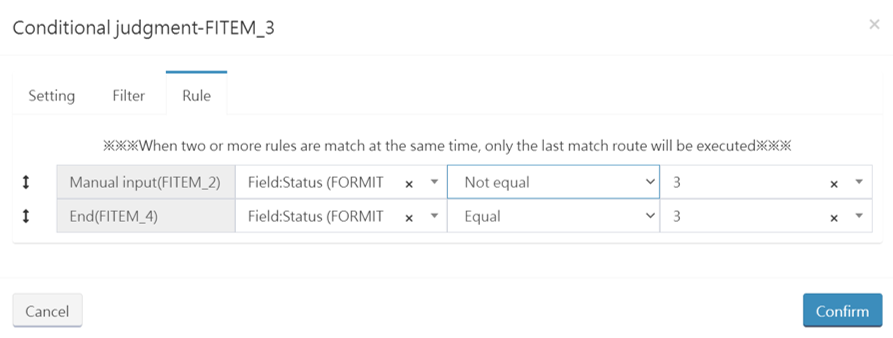 Conditional judgment-FITEM_3
×
Setting Filter Rule
※※※When two or more rules are match at the same time, only the last match route will be executed※※※
Manual input(FITEM_2) Field:Status (FORMIT × Not equal 3 ×
End(FITEM_4) Field:Status (FORMIT × Equal 3 ×
Cancel Confirm